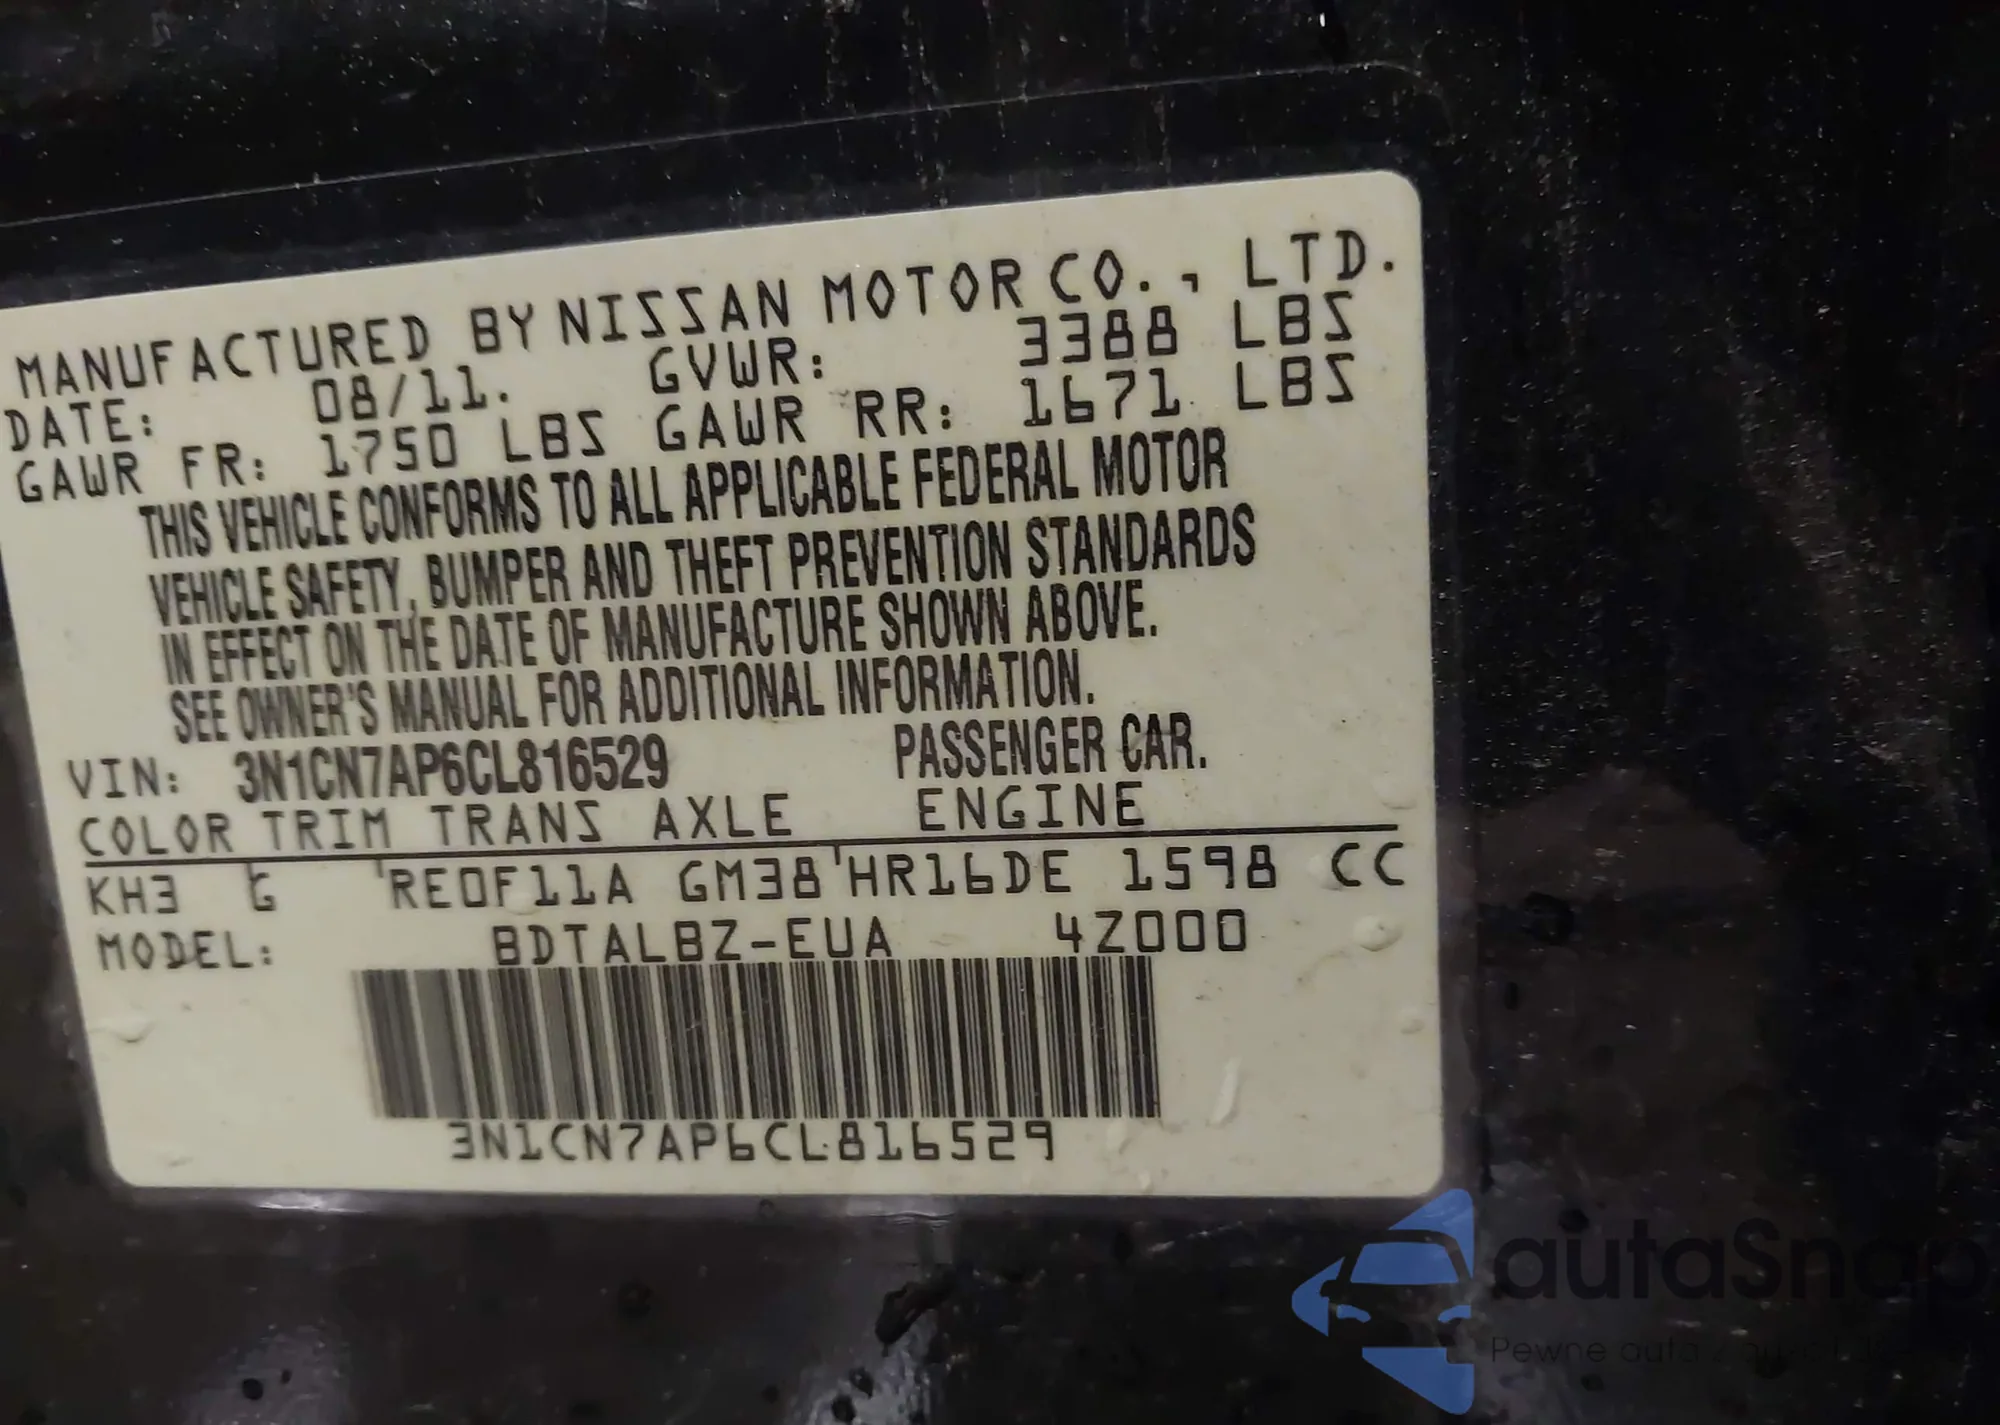 MANUFACTURED BY NISSAN MOTOR CO., LTD.
DATE: 08/11. GVWR: 3388 LBS
GAWR FR: 1750 LBS GAWR RR: 1671 LBS
THIS VEHICLE CONFORMS TO ALL APPLICABLE FEDERAL MOTOR
VEHICLE SAFETY, BUMPER AND THEFT PREVENTION STANDARDS
IN EFFECT ON THE DATE OF MANUFACTURE SHOWN ABOVE.
SEE OWNER'S MANUAL FOR ADDITIONAL INFORMATION.
VIN: 3N1CN7AP6CL816529 PASSENGER CAR.
COLOR TRIM TRANS AXLE ENGINE
KH3 G RE0F11A GM38 HR16DE 1598 CC
MODEL: BDTALBZ-EUA 4Z000
3N1CN7AP6CL816529
autaSnap
Pewne auto z